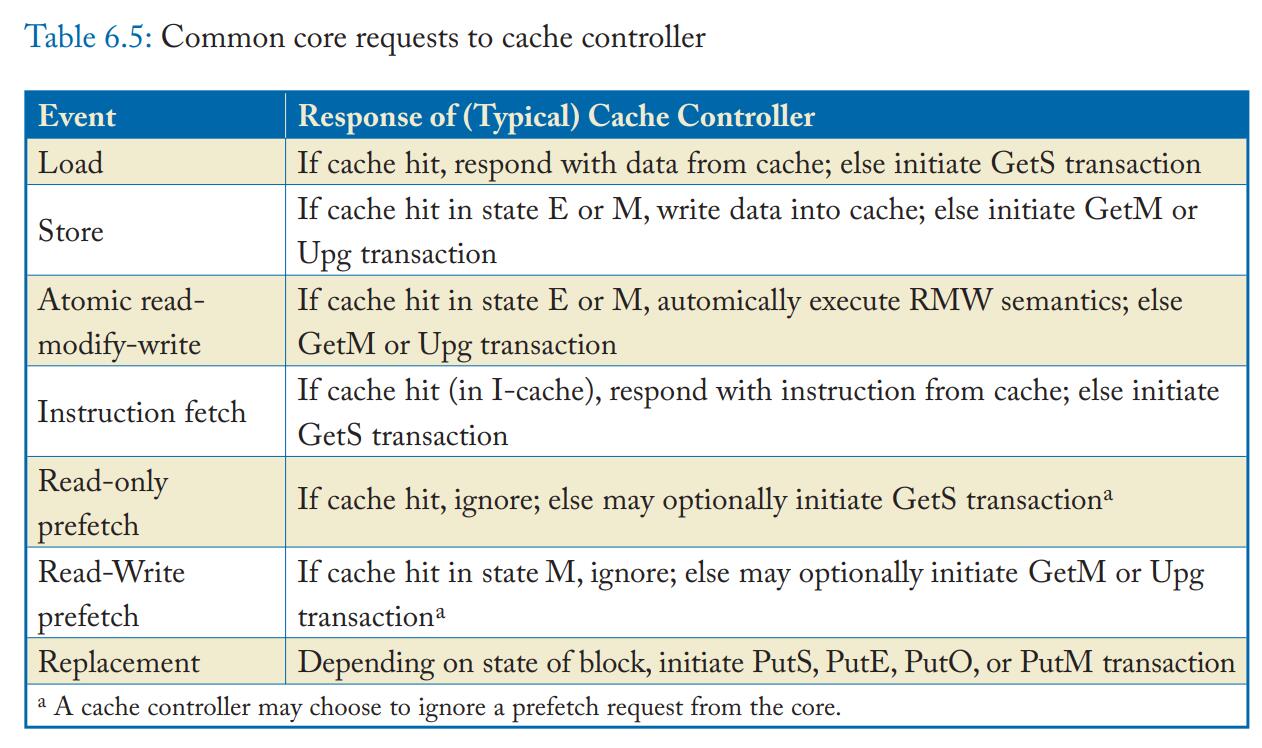 Table 6.5: Common core requests to cache controller
Event Response of (Typical) Cache Controller
Load If cache hit, respond with data from cache; else initiate GetS transaction
Store If cache hit in state E or M, write data into cache; else initiate GetM or
Upg transaction
Atomic read-
modify-write If cache hit in state E or M, automically execute RMW semantics; else
GetM or Upg transaction
Instruction fetch If cache hit (in I-cache), respond with instruction from cache; else initiate
GetS transaction
Read-only
prefetch If cache hit, ignore; else may optionally initiate GetS transactionᵃ
Read-Write
prefetch If cache hit in state M, ignore; else may optionally initiate GetM or Upg
transactionᵃ
Replacement Depending on state of block, initiate PutS, PutE, PutO, or PutM transaction
ᵃ A cache controller may choose to ignore a prefetch request from the core.